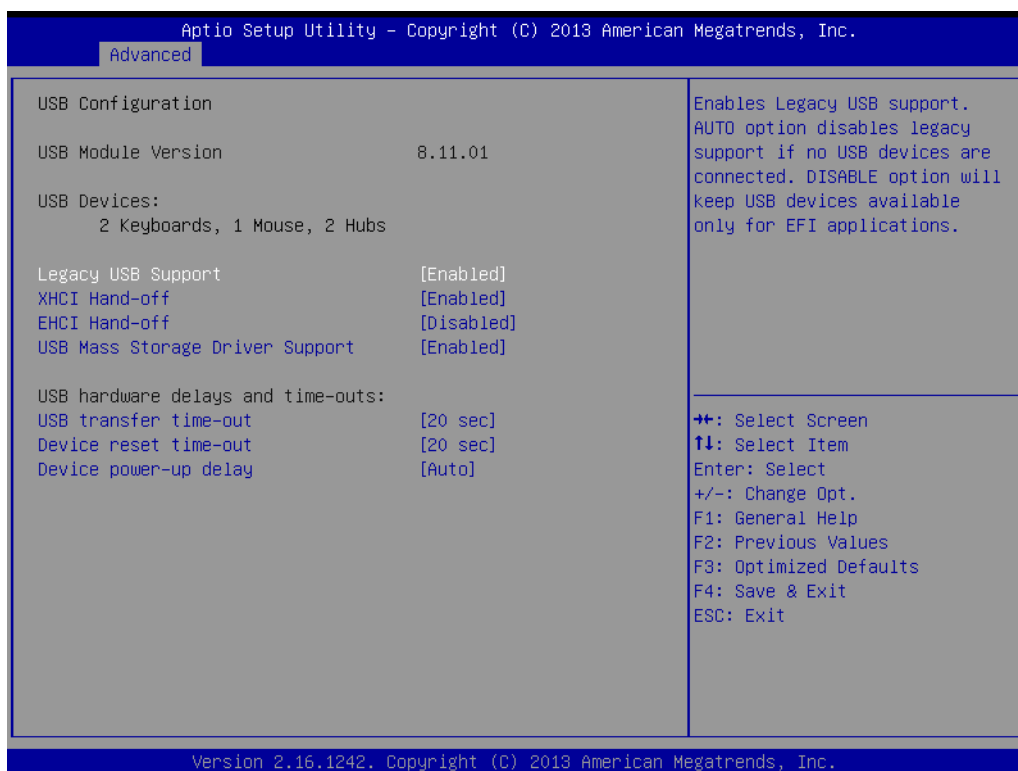 Aptio Setup Utility – Copyright (C) 2013 American Megatrends, Inc.
Advanced
USB Configuration
USB Module Version 8.11.01
USB Devices:
2 Keyboards, 1 Mouse, 2 Hubs
Legacy USB Support [Enabled]
XHCI Hand-off [Enabled]
EHCI Hand-off [Disabled]
USB Mass Storage Driver Support [Enabled]
USB hardware delays and time-outs:
USB transfer time-out [20 sec]
Device reset time-out [20 sec]
Device power-up delay [Auto]
Enables Legacy USB support.
AUTO option disables legacy
support if no USB devices are
connected. DISABLE option will
keep USB devices available
only for EFI applications.
→←: Select Screen
↑↓: Select Item
Enter: Select
+/-: Change Opt.
F1: General Help
F2: Previous Values
F3: Optimized Defaults
F4: Save & Exit
ESC: Exit
Version 2.16.1242. Copyright (C) 2013 American Megatrends, Inc.